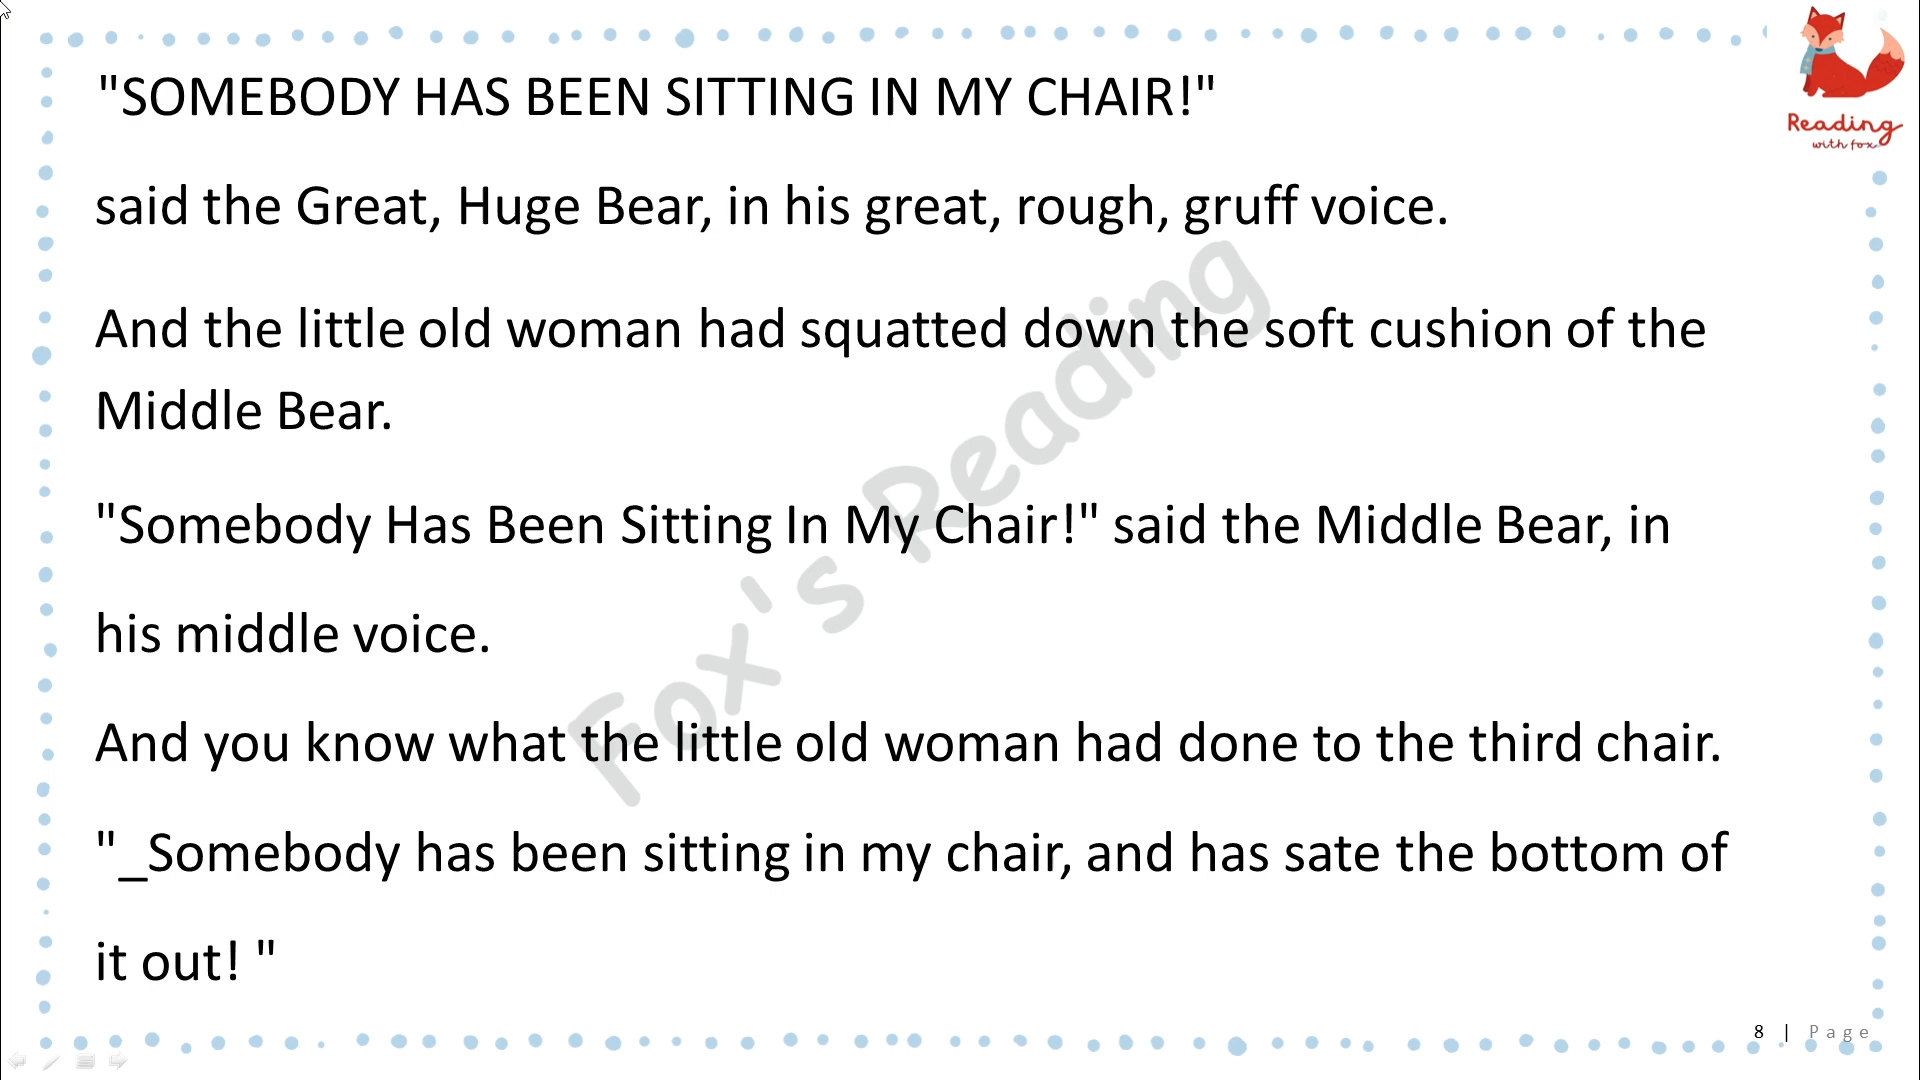 "SOMEBODY HAS BEEN SITTING IN MY CHAIR!"
said the Great, Huge Bear, in his great, rough, gruff voice.
And the little old woman had squatted down the soft cushion of the
Middle Bear.
"Somebody Has Been Sitting In My Chair!" said the Middle Bear, in
his middle voice.
And you know what the little old woman had done to the third chair.
"_Somebody has been sitting in my chair, and has sate the bottom of
it out! "
Reading
with fox
Fox's Reading
8 | Page